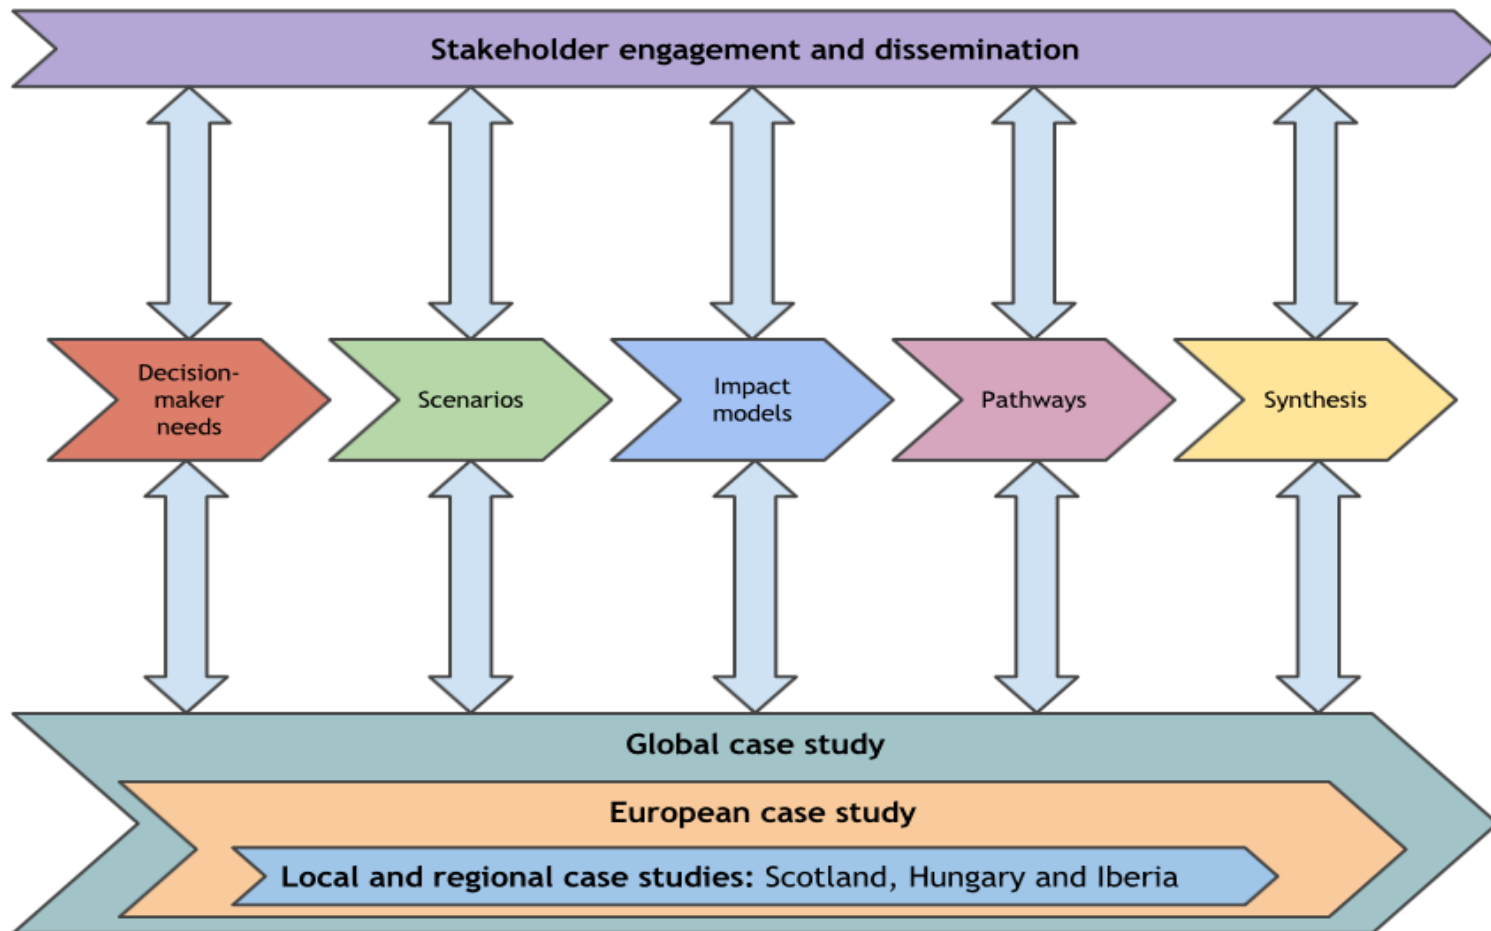 Stakeholder engagement and dissemination
Decision-
maker
needs
Scenarios
Impact
models
Pathways
Synthesis
Global case study
European case study
Local and regional case studies: Scotland, Hungary and Iberia